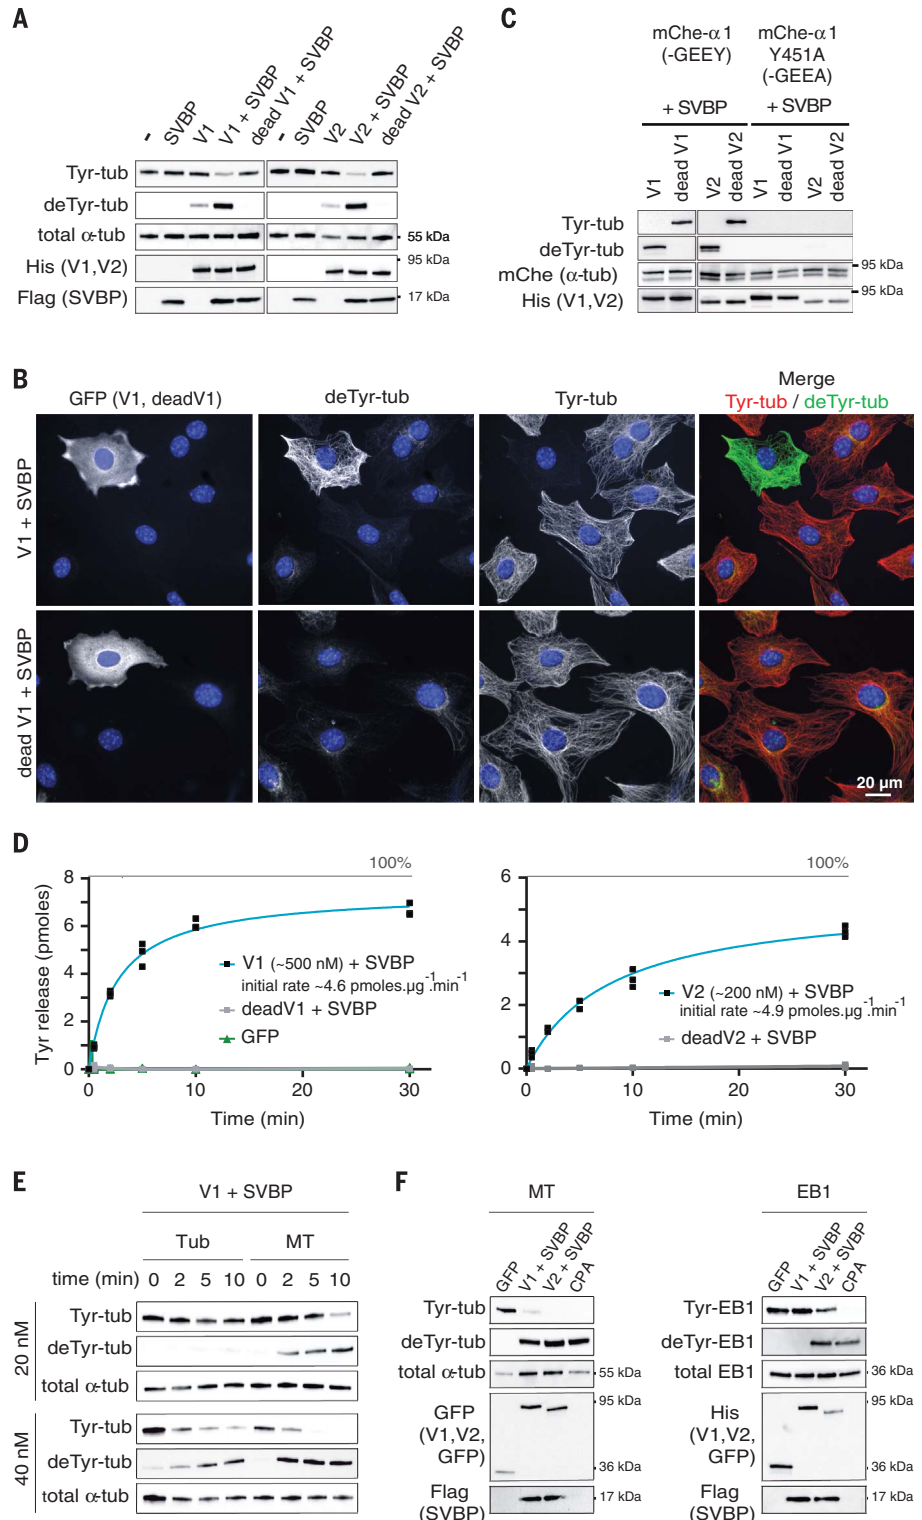 A
-
SVBP
V1
V1 + SVBP
dead V1 + SVBP
-
SVBP
V2
V2 + SVBP
dead V2 + SVBP
Tyr-tub
deTyr-tub
total α-tub
55 kDa
His (V1,V2)
95 kDa
Flag (SVBP)
17 kDa
C
mChe-α1
(-GEEY)
mChe-α1
Y451A
(-GEEA)
+ SVBP
+ SVBP
V1
dead V1
V2
dead V2
V1
dead V1
V2
dead V2
Tyr-tub
deTyr-tub
mChe (α-tub)
95 kDa
His (V1,V2)
95 kDa
B
GFP (V1, deadV1)
deTyr-tub
Tyr-tub
Merge
Tyr-tub / deTyr-tub
V1 + SVBP
dead V1 + SVBP
20 µm
D
100%
Tyr release (pmoles)
8
6
4
2
0
V1 (~500 nM) + SVBP
initial rate ~4.6 pmoles.µg⁻¹.min⁻¹
deadV1 + SVBP
GFP
0 10 20 30
Time (min)
100%
6
4
2
0
V2 (~200 nM) + SVBP
initial rate ~4.9 pmoles.µg⁻¹.min⁻¹
deadV2 + SVBP
0 10 20 30
Time (min)
E
V1 + SVBP
Tub MT
time (min) 0 2 5 10 0 2 5 10
20 nM
Tyr-tub
deTyr-tub
total α-tub
40 nM
Tyr-tub
deTyr-tub
total α-tub
F
MT
GFP
V1 + SVBP
V2 + SVBP
CPA
Tyr-tub
deTyr-tub
total α-tub
55 kDa
95 kDa
GFP
(V1,V2,
GFP)
36 kDa
Flag
(SVBP)
17 kDa
EB1
GFP
V1 + SVBP
V2 + SVBP
CPA
Tyr-EB1
deTyr-EB1
total EB1
36 kDa
95 kDa
His
(V1,V2,
GFP)
36 kDa
Flag
(SVBP)
17 kDa